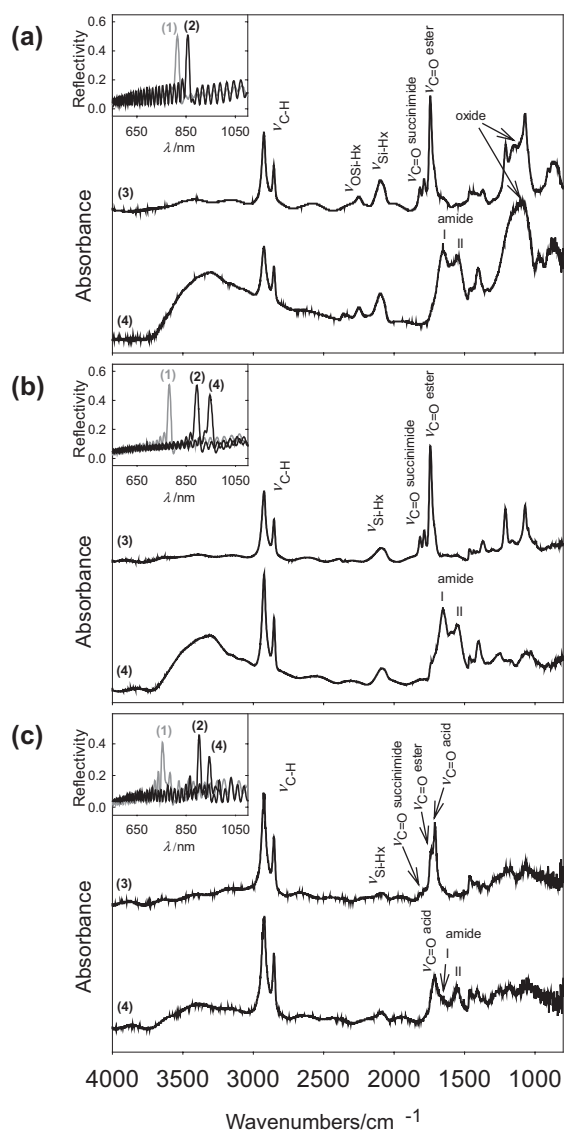 (a)
0.6
0.4
0.2
0.0
Reflectivity
(1) (2)
650 850 1050
λ /nm
νC-H
νOSi-Hx
νSi-Hx
νC=O succinimide
νC=O ester
oxide
(3)
amide
I II
(4)
Absorbance
(b)
0.6
0.4
0.2
0.0
Reflectivity
(1) (2) (4)
650 850 1050
λ /nm
νC-H
νSi-Hx
νC=O succinimide
νC=O ester
(3)
amide
I II
(4)
Absorbance
(c)
0.4
0.2
0.0
Reflectivity
(1) (2) (4)
650 850 1050
λ /nm
νC-H
νSi-Hx
νC=O succinimide
νC=O ester
νC=O acid
(3)
νC=O acid
amide
I II
(4)
Absorbance
4000 3500 3000 2500 2000 1500 1000
Wavenumbers/cm -1